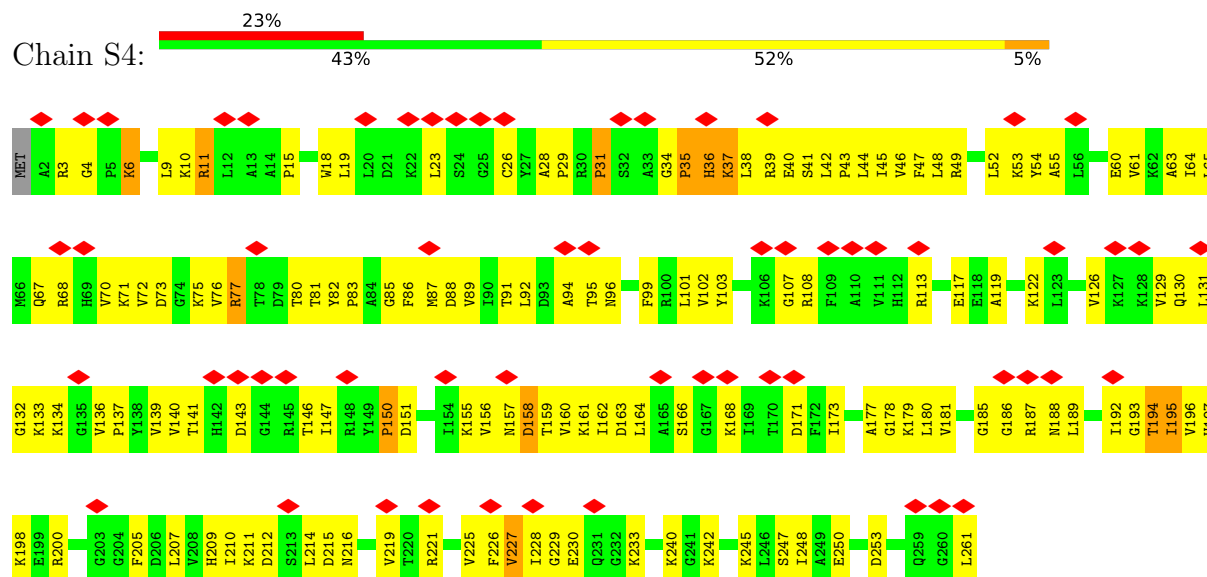 Chain S4:
23%
43% 52% 5%
MET A2 R3 G4 P5 K6 L9 K10 R11 L12 A13 A14 P15 W18 L19 L20 D21 K22 L23 S24 G25 C26 Y27 A28 P29 R30 P31 S32 A33 G34 P35 H36 K37 L38 R39 E40 S41 L42 P43 L44 I45 V46 F47 L48 R49 L52 K53 Y54 A55 L56 E60 V61 K62 A63 I64 L65
M66 Q67 R68 H69 V70 K71 V72 D73 G74 K75 V76 R77 T78 D79 T80 T81 Y82 P83 A84 G85 F86 M87 D88 V89 I90 T91 L92 D93 A94 T95 N96 F99 R100 L101 V102 Y103 K106 G107 R108 F109 A110 V111 H112 R113 E117 E118 A119 K122 L123 V126 K127 K128 V129 Q130 L131
G132 K133 K134 G135 V136 P137 Y138 V139 V140 T141 H142 D143 G144 R145 T146 I147 R148 Y149 P150 D151 I154 K155 V156 N157 D158 T159 V160 K161 I162 D163 L164 A165 S166 G167 K168 I169 T170 D171 F172 I173 A177 G178 K179 L180 V181 G185 G186 R187 N188 L189 I192 G193 T194 I195 V196 H197
K198 E199 R200 G203 G204 F205 D206 L207 V208 H209 I210 K211 D212 S213 L214 D215 N216 V219 T220 R221 V225 F226 V227 I228 G229 E230 Q231 G232 K233 K240 G241 K242 K245 L246 S247 I248 A249 E250 D253 Q259 G260 L261